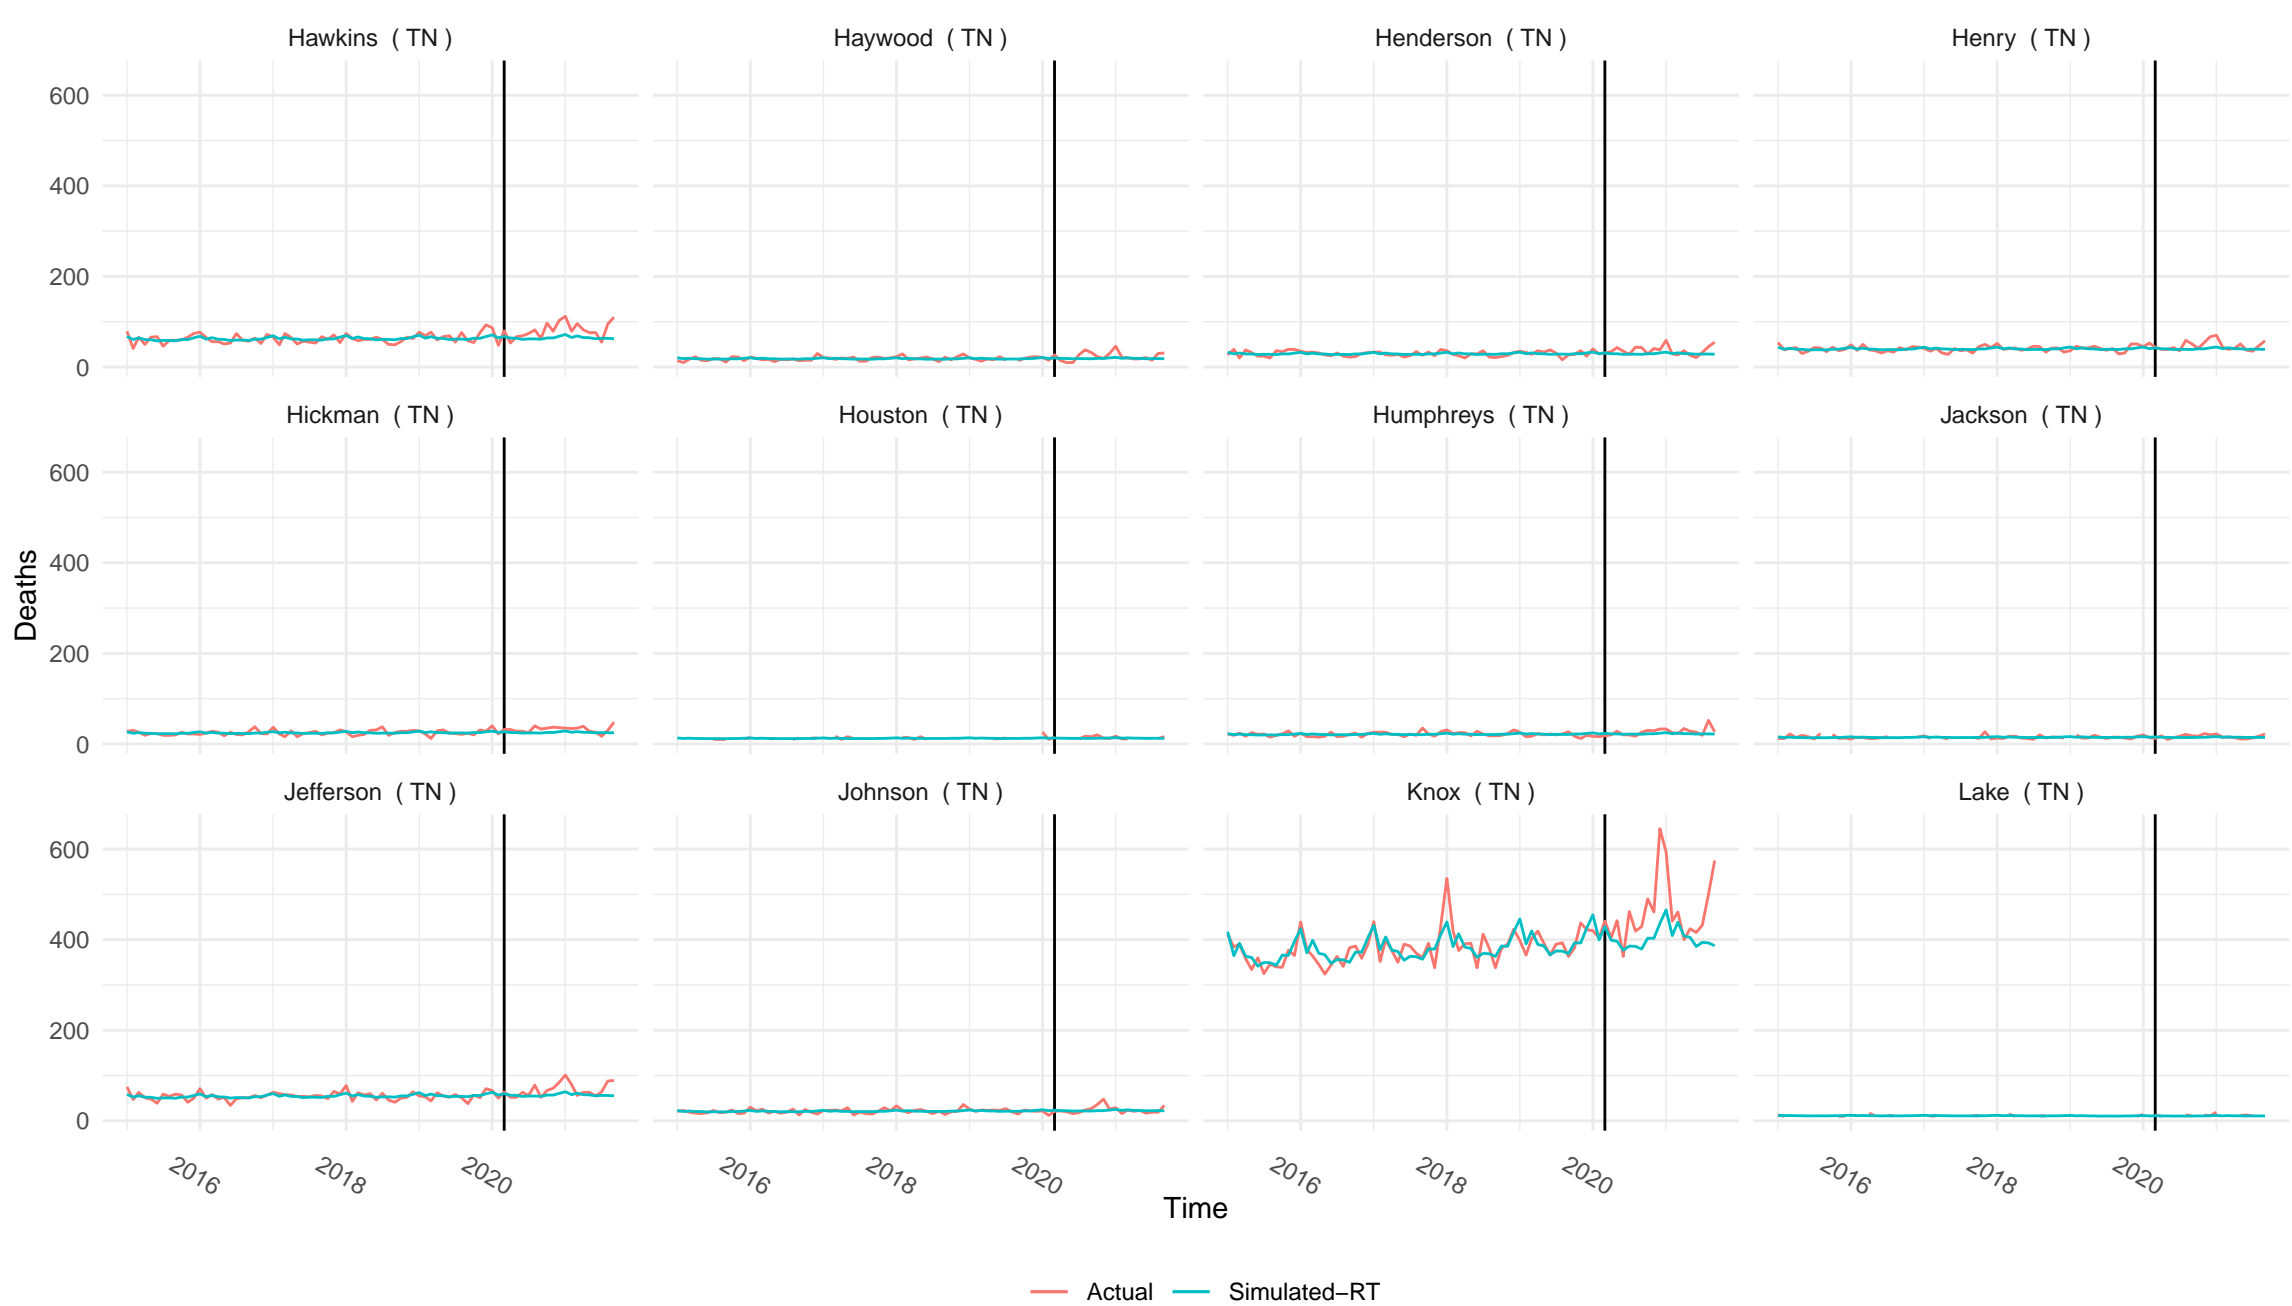 Hawkins ( TN )
Haywood ( TN )
Henderson ( TN )
Henry ( TN )
600
400
200
0
Hickman ( TN )
Houston ( TN )
Humphreys ( TN )
Jackson ( TN )
600
400
200
0
Deaths
Jefferson ( TN )
Johnson ( TN )
Knox ( TN )
Lake ( TN )
600
400
200
0
2016 2018 2020
2016 2018 2020
2016 2018 2020
2016 2018 2020
Time
Actual Simulated−RT